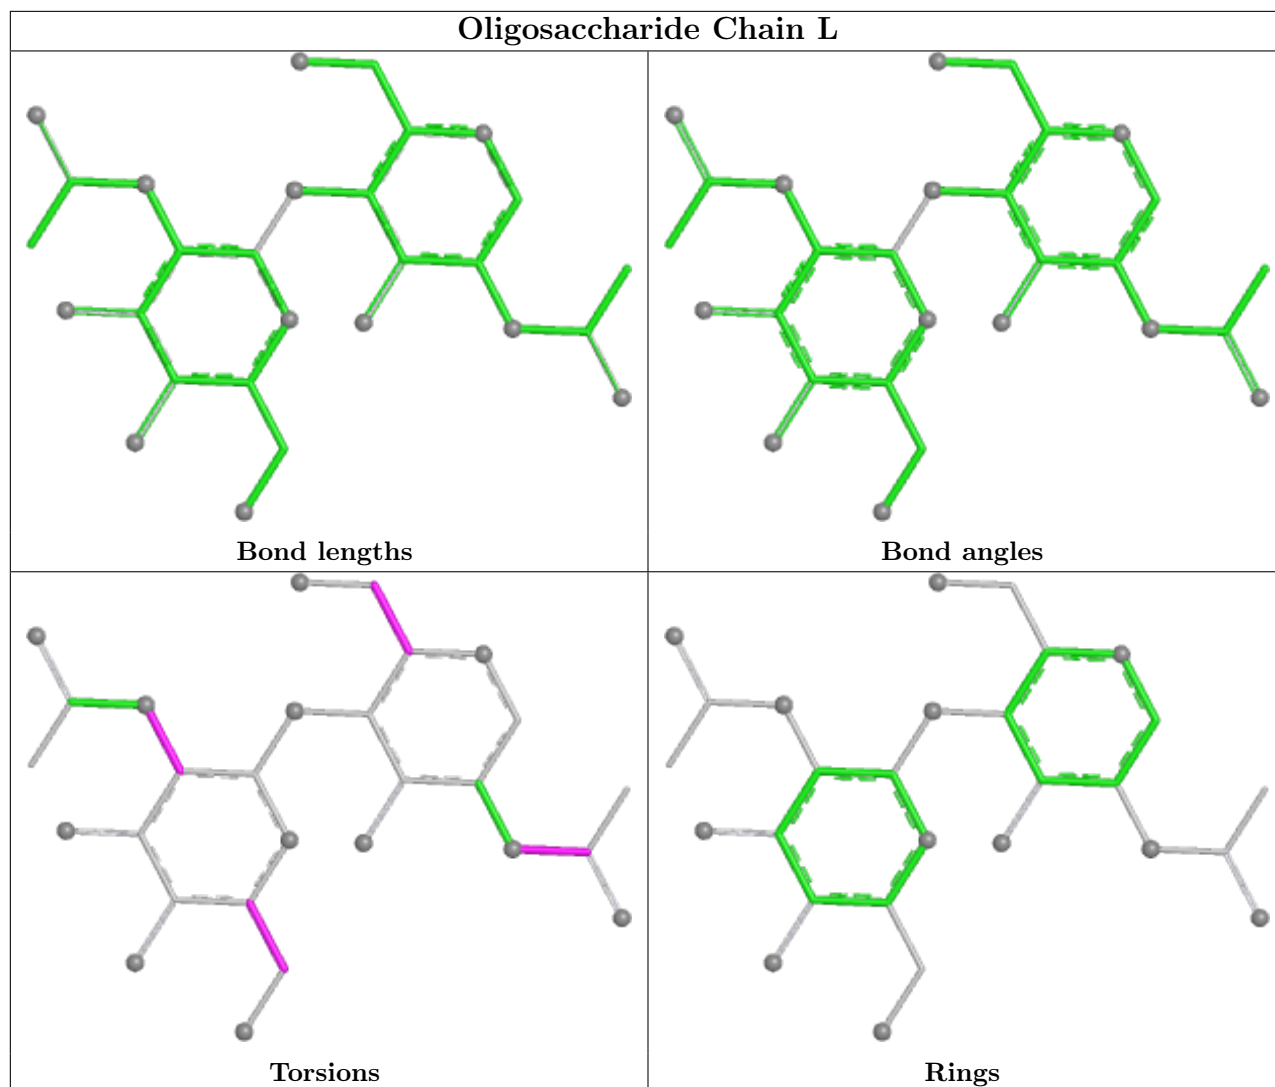 Oligosaccharide Chain L
Bond lengths
Bond angles
Torsions
Rings